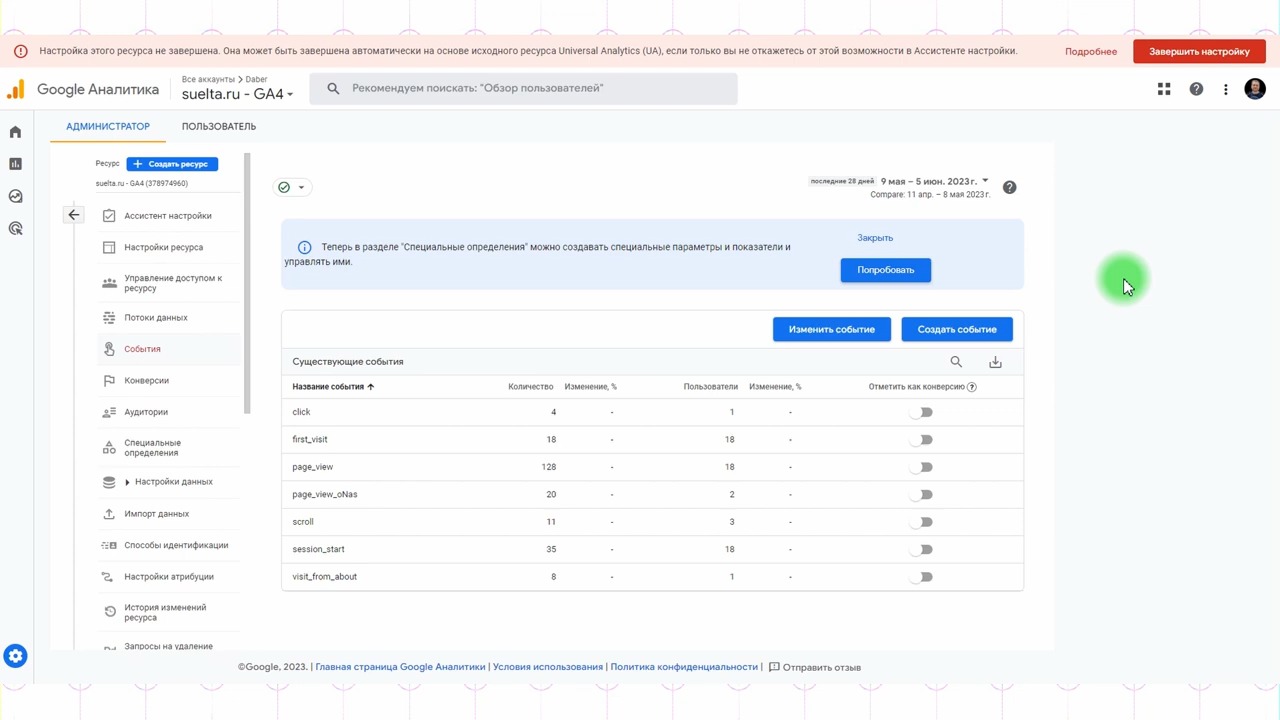 Настройка этого ресурса не завершена. Она может быть завершена автоматически на основе исходного ресурса Universal Analytics (UA), если только вы не откажетесь от этой возможности в Ассистенте настройки.
Подробнее
Завершить настройку
Google Аналитика
Все аккаунты > Daber
suelta.ru - GA4
Рекомендуем поискать: "Обзор пользователей"
АДМИНИСТРАТОР
ПОЛЬЗОВАТЕЛЬ
Ресурс
+ Создать ресурс
suelta.ru - GA4 (378974960)
Ассистент настройки
Настройки ресурса
Управление доступом к
ресурсу
Потоки данных
События
Конверсии
Аудитории
Специальные
определения
Настройки данных
Импорт данных
Способы идентификации
Настройки атрибуции
История изменений
ресурса
Запросы на удаление
последние 28 дней
9 мая – 5 июн. 2023 г.
Compare: 11 апр. – 8 мая 2023 г.
Теперь в разделе "Специальные определения" можно создавать специальные параметры и показатели и
управлять ими.
Закрыть
Попробовать
Изменить событие
Создать событие
Существующие события
Название события Количество Изменение, % Пользователи Изменение, % Отметить как конверсию
click 4 - 1 -
first_visit 18 - 18 -
page_view 128 - 18 -
page_view_oNas 20 - 2 -
scroll 11 - 3 -
session_start 35 - 18 -
visit_from_about 8 - 1 -
©Google, 2023. | Главная страница Google Аналитики | Условия использования | Политика конфиденциальности | Отправить отзыв